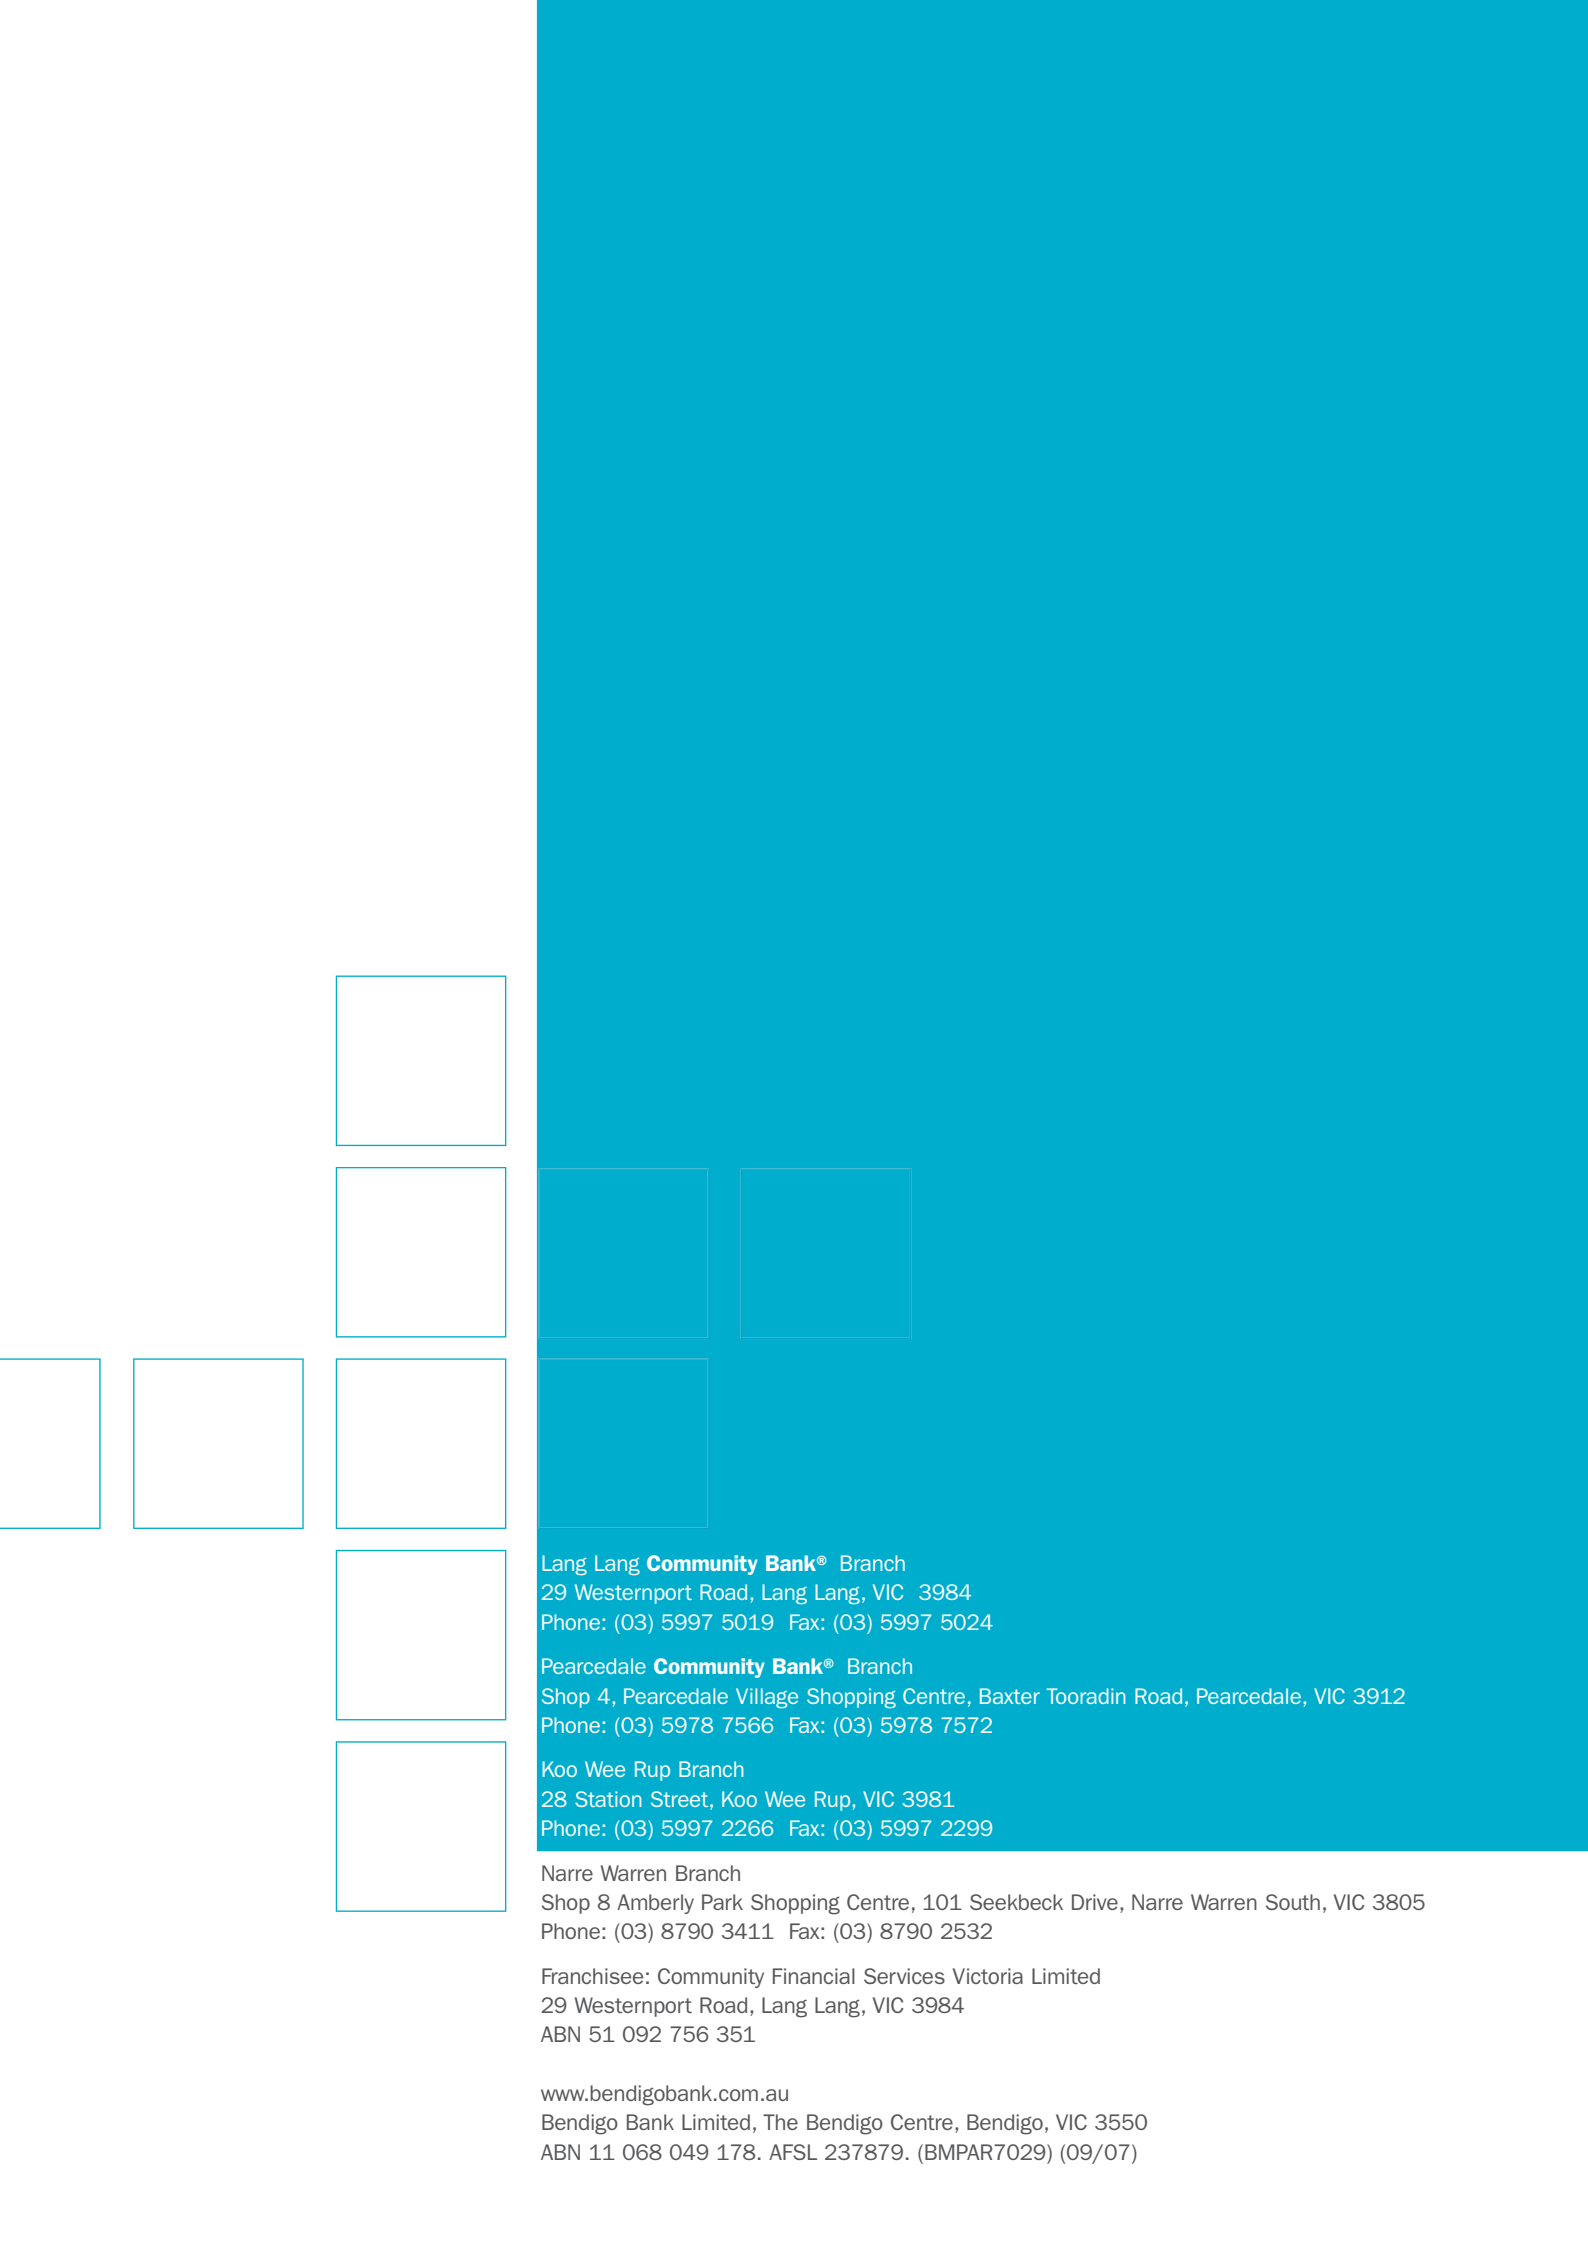 Lang Lang Community Bank® Branch
29 Westernport Road, Lang Lang, VIC 3984
Phone: (03) 5997 5019 Fax: (03) 5997 5024
Pearcedale Community Bank® Branch
Shop 4, Pearcedale Village Shopping Centre, Baxter Tooradin Road, Pearcedale, VIC 3912
Phone: (03) 5978 7566 Fax: (03) 5978 7572
Koo Wee Rup Branch
28 Station Street, Koo Wee Rup, VIC 3981
Phone: (03) 5997 2266 Fax: (03) 5997 2299
Narre Warren Branch
Shop 8 Amberly Park Shopping Centre, 101 Seekbeck Drive, Narre Warren South, VIC 3805
Phone: (03) 8790 3411 Fax: (03) 8790 2532
Franchisee: Community Financial Services Victoria Limited
29 Westernport Road, Lang Lang, VIC 3984
ABN 51 092 756 351
www.bendigobank.com.au
Bendigo Bank Limited, The Bendigo Centre, Bendigo, VIC 3550
ABN 11 068 049 178. AFSL 237879. (BMPAR7029) (09/07)